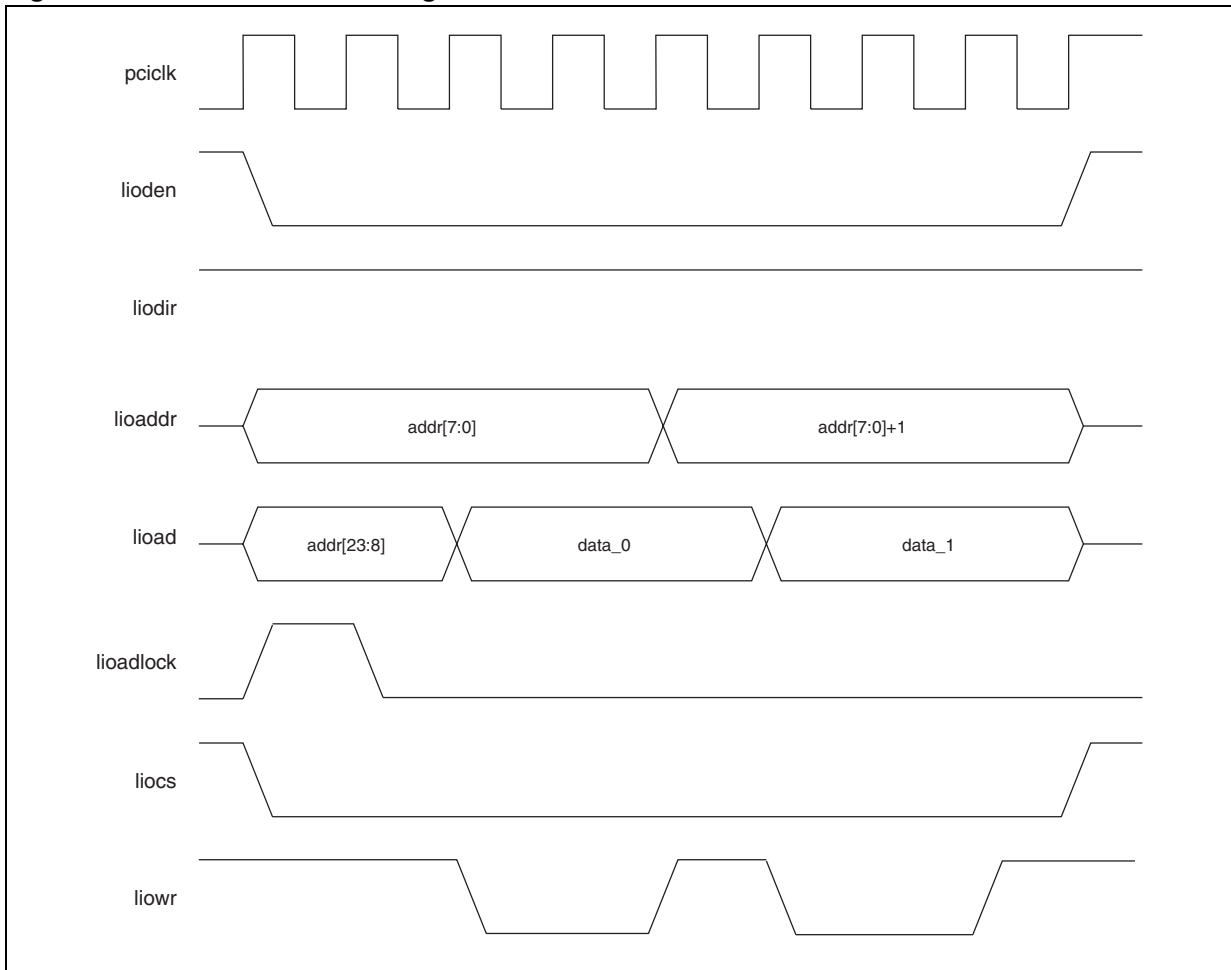 pciclk
lioden
liodir
lioaddr
addr[7:0]
addr[7:0]+1
lioad
addr[23:8]
data_0
data_1
lioadlock
liocs
liowr